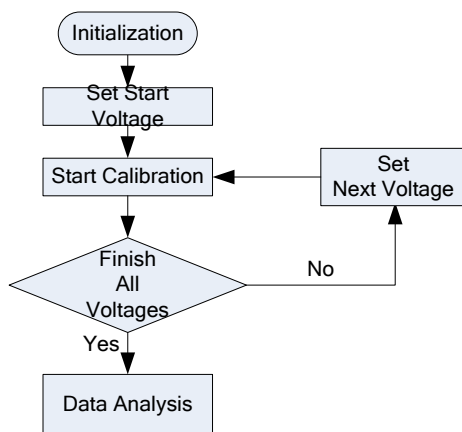 Initialization
Set Start
Voltage
Start Calibration
Set
Next Voltage
Finish
All
Voltages
No
Yes
Data Analysis